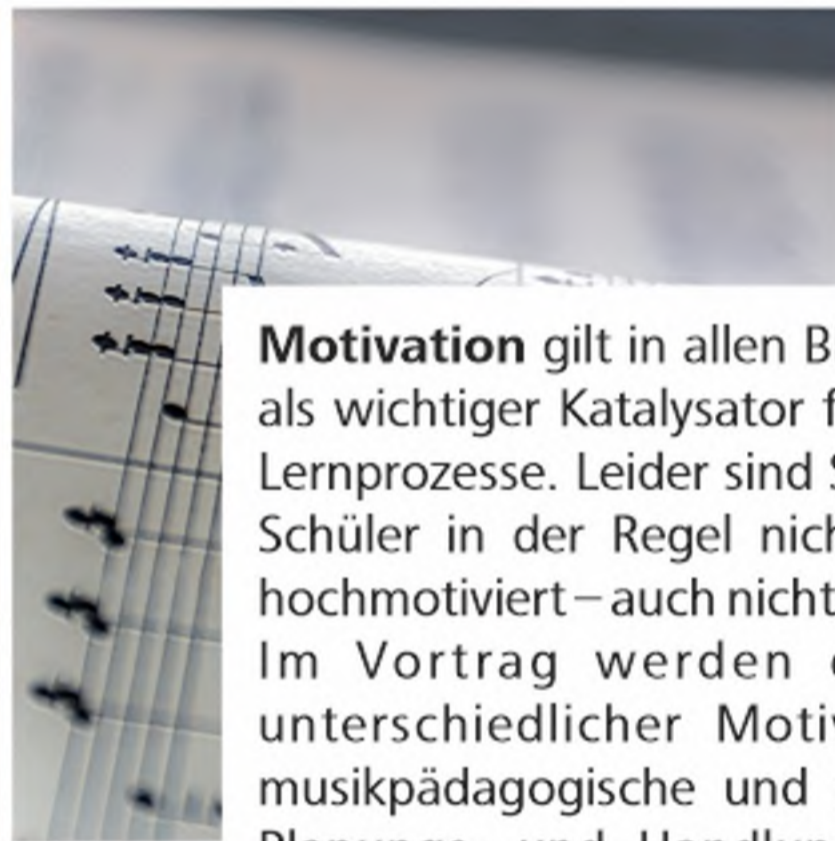 Motivation gilt in allen
als wichtiger Katalysator
Lernprozesse. Leider sind
Schüler in der Regel
hochmotiviert – auch nicht
Im Vortrag werden
unterschiedlicher
musikpädagogische und